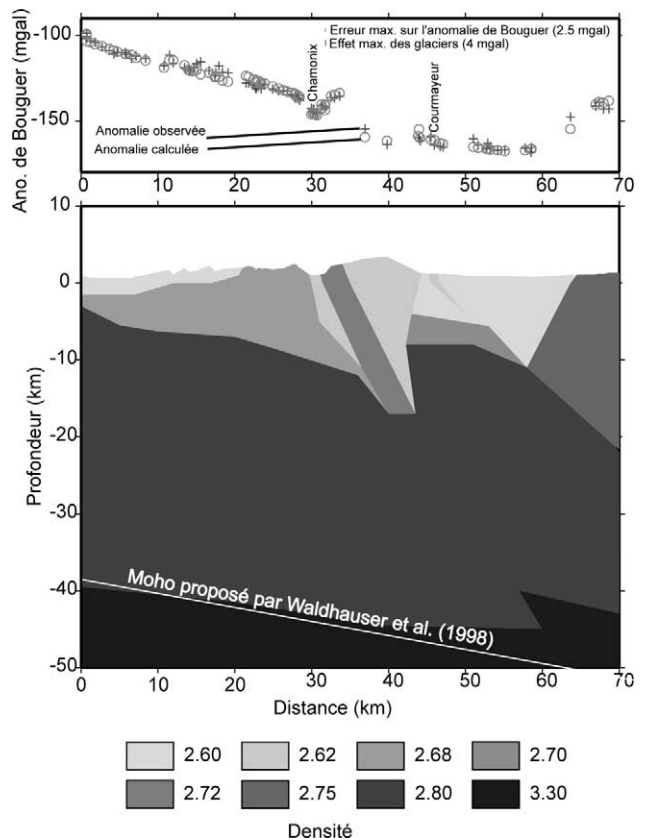 Ano. de Bouguer (mgal)
-100
-150
Erreur max. sur l'anomalie de Bouguer (2.5 mgal)
Effet max. des glaciers (4 mgal)
Chamonix
Courmayeur
Anomalie observée
Anomalie calculée
0 10 20 30 40 50 60 70
Profondeur (km)
10
0
-10
-20
-30
-40
-50
Moho proposé par Waldhauser et al. (1998)
0 10 20 30 40 50 60 70
Distance (km)
2.60 2.62 2.68 2.70
2.72 2.75 2.80 3.30
Densité